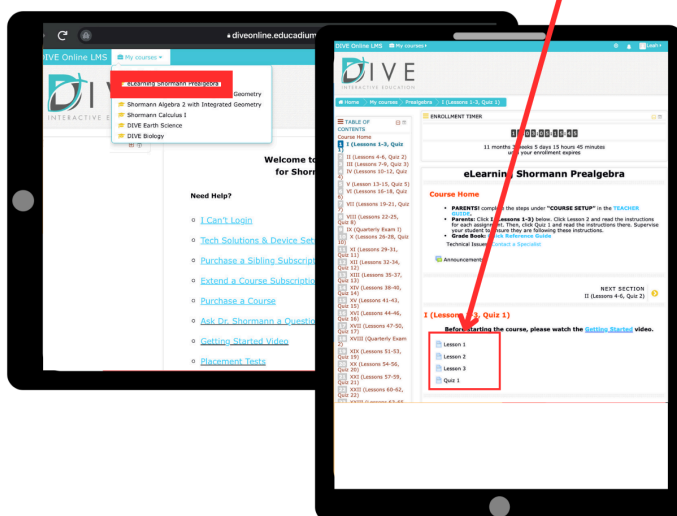 diveonline.educadium
DIVE Online LMS My courses
IVE Online LMS My courses
eLearning Shormann Prealgebra
Geometry
Shormann Algebra 2 with Integrated Geometry
Shormann Calculus I
DIVE Earth Science
DIVE Biology
INTERACTIVE E
Welcome to
for Shor
Need Help?
I Can't Login
Tech Solutions & Device Set
Purchase a Sibling Subscript
Extend a Course Subscriptio
Purchase a Course
Ask Dr. Shormann a Questio
Getting Started Video
Placement Tests
Leah
DIVE
INTERACTIVE EDUCATION
Home My courses Prealgebra I (Lessons 1-3, Quiz 1)
TABLE OF
CONTENTS
Course Home
I (Lessons 1-3, Quiz
1)
II (Lessons 4-6, Quiz 2)
III (Lessons 7-9, Quiz 3)
IV (Lessons 10-12, Quiz
4)
V (Lesson 13-15, Quiz 5)
VI (Lessons 16-18, Quiz
6)
VII (Lessons 19-21, Quiz
7)
VIII (Lessons 22-25,
Quiz 8)
IX (Quarterly Exam I)
X (Lessons 26-28, Quiz
10)
XI (Lessons 29-31,
Quiz 11)
XII (Lessons 32-34,
Quiz 12)
XIII (Lessons 35-37,
Quiz 13)
XIV (Lessons 38-40,
Quiz 14)
XV (Lessons 41-43,
Quiz 15)
XVI (Lessons 44-46,
Quiz 16)
XVII (Lessons 47-50,
Quiz 17)
XVIII (Quarterly Exam
2)
XIX (Lessons 51-53,
Quiz 19)
XX (Lessons 54-56,
Quiz 20)
XXI (Lessons 57-59,
Quiz 21)
XXII (Lessons 60-62,
Quiz 22)
ENROLLMENT TIMER
11 months 3 weeks 5 days 15 hours 45 minutes
until your enrollment expires
eLearning Shormann Prealgebra
Course Home
PARENTS! complete the steps under "COURSE SETUP" in the TEACHER
GUIDE.
Parents: Click I (Lessons 1-3) below. Click Lesson 2 and read the instructions
for each assignment. Then, click Quiz 1 and read the instructions there. Supervise
your student to ensure they are following these instructions.
Grade Book: Quick Reference Guide
Technical Issues? Contact a Specialist
Announcements
NEXT SECTION
II (Lessons 4-6, Quiz 2)
I (Lessons 1-3, Quiz 1)
Before starting the course, please watch the Getting Started video.
Lesson 1
Lesson 2
Lesson 3
Quiz 1